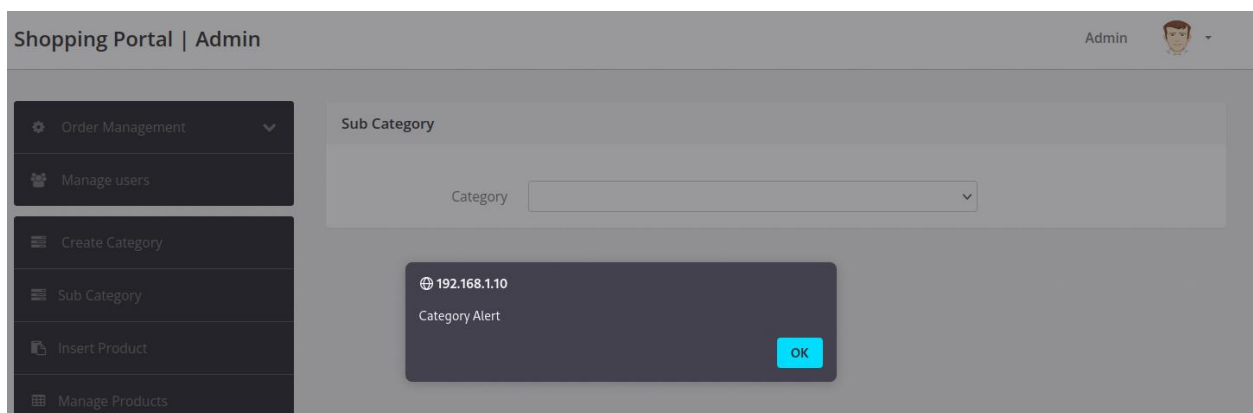 Shopping Portal | Admin
Admin
Order Management
Manage users
Create Category
Sub Category
Insert Product
Manage Products
Sub Category
Category
192.168.1.10
Category Alert
OK